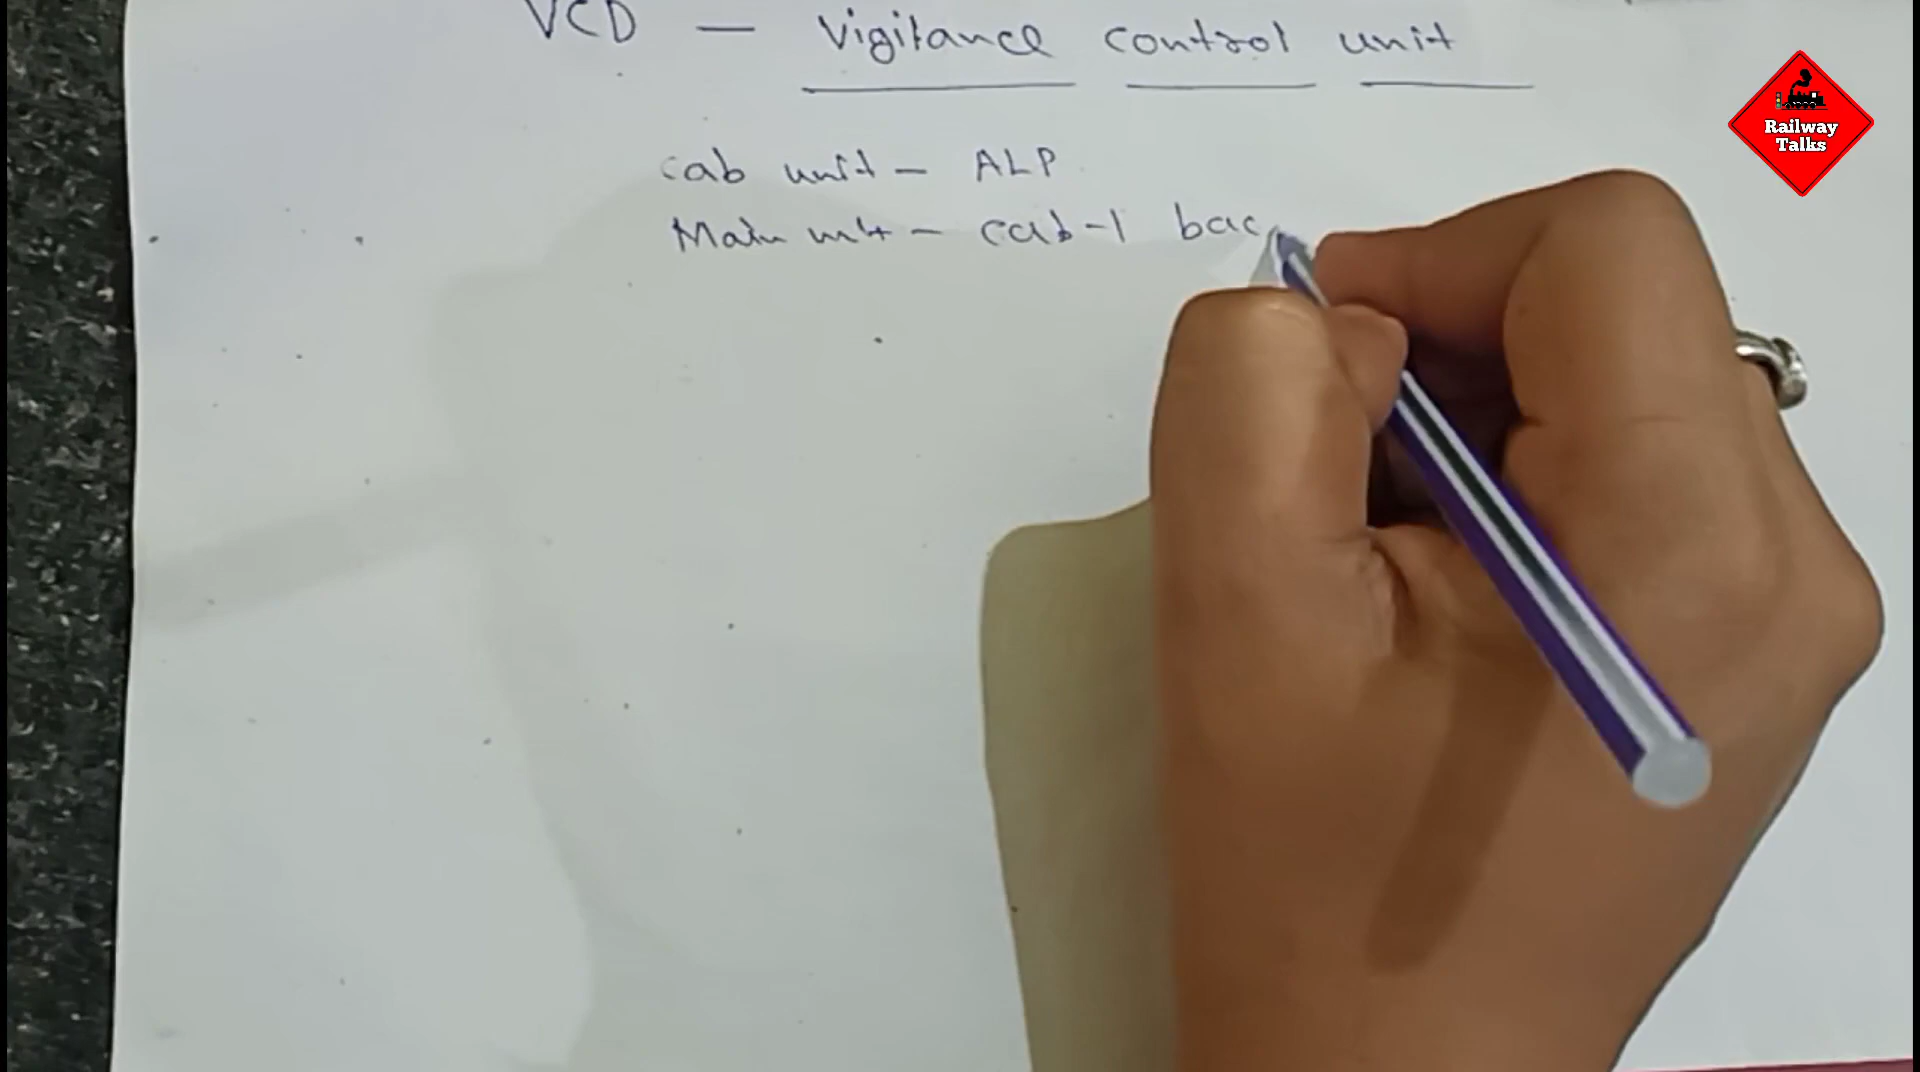 VCD — Vigilance control unit
cab unit — ALP
Main unit — cab-1 bac
Railway
Talks